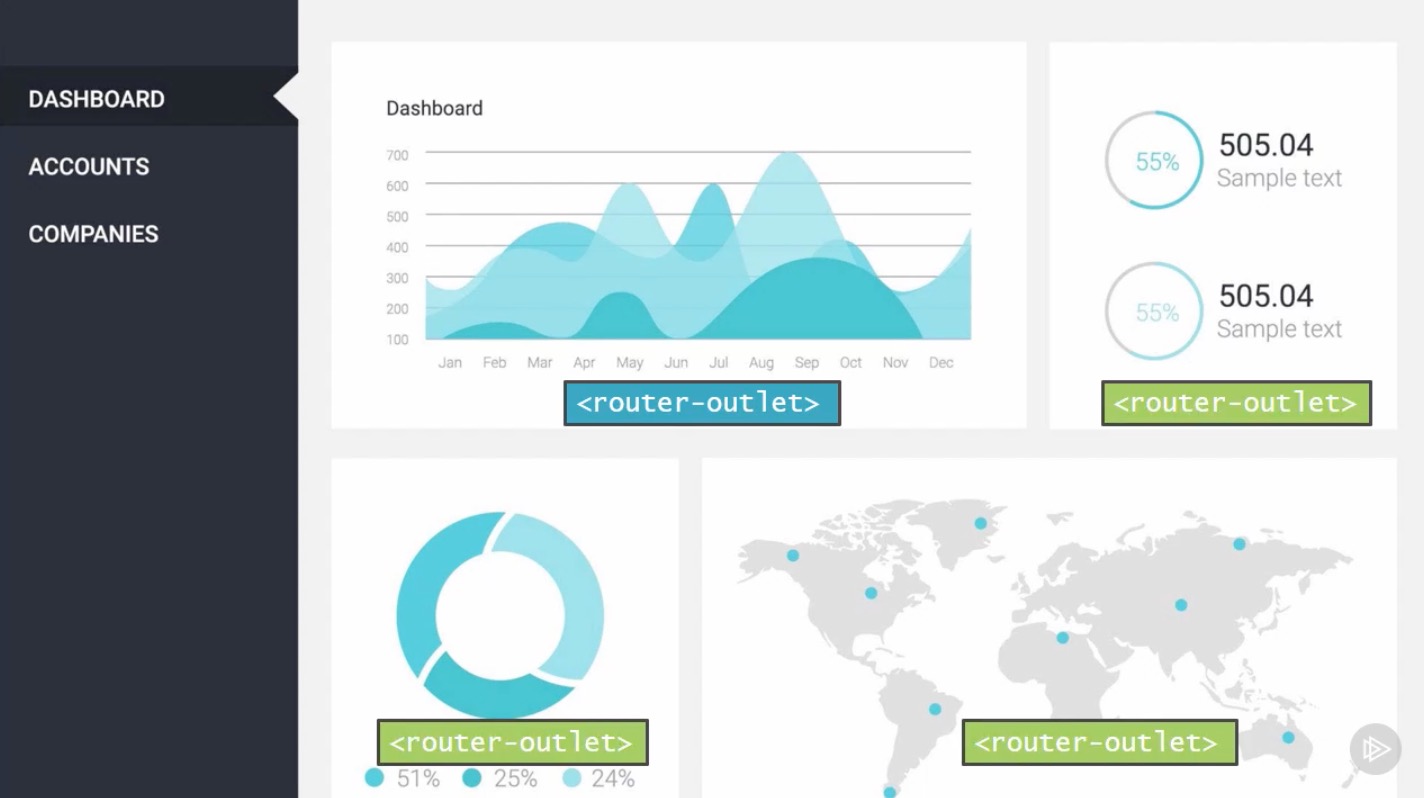 DASHBOARD
ACCOUNTS
COMPANIES
Dashboard
700
600
500
400
300
200
100
Jan Feb Mar Apr May Jun Jul Aug Sep Oct Nov Dec
<router-outlet>
55%
505.04
Sample text
55%
505.04
Sample text
<router-outlet>
<router-outlet>
51% 25% 24%
<router-outlet>